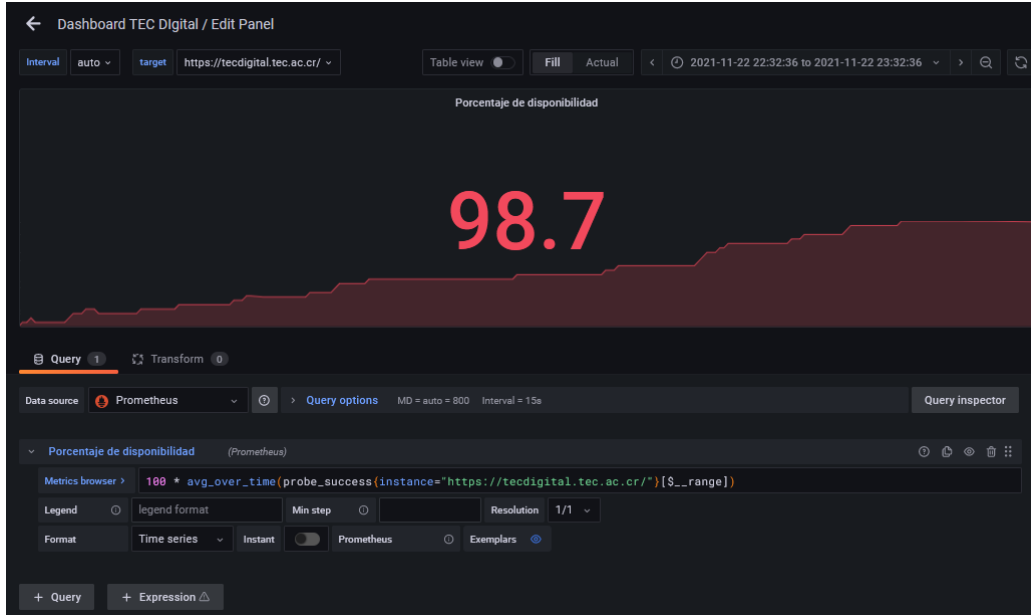 Dashboard TEC DIgital / Edit Panel
Interval auto target https://tecdigital.tec.ac.cr/ Table view Fill Actual 2021-11-22 22:32:36 to 2021-11-22 23:32:36
Porcentaje de disponibilidad
98.7
Query 1 Transform 0
Data source Prometheus > Query options MD = auto = 800 Interval = 15s Query inspector
Porcentaje de disponibilidad (Prometheus)
Metrics browser > 100 * avg_over_time(probe_success{instance="https://tecdigital.tec.ac.cr/"}[$__range])
Legend legend format Min step Resolution 1/1
Format Time series Instant Prometheus Exemplars
+ Query + Expression